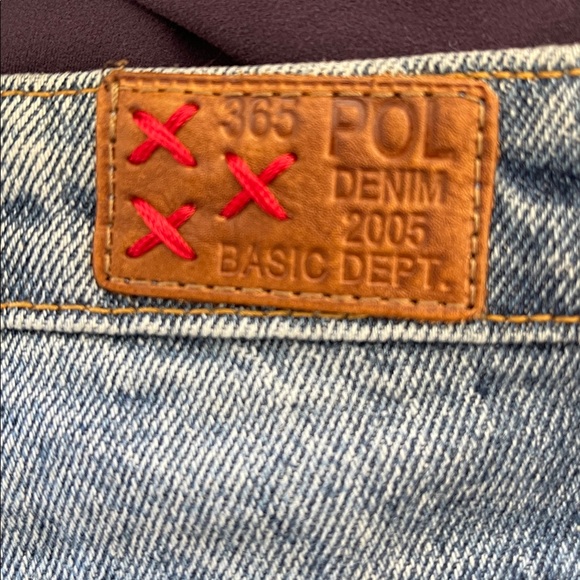 365 POL
DENIM
2005
BASIC DEPT.